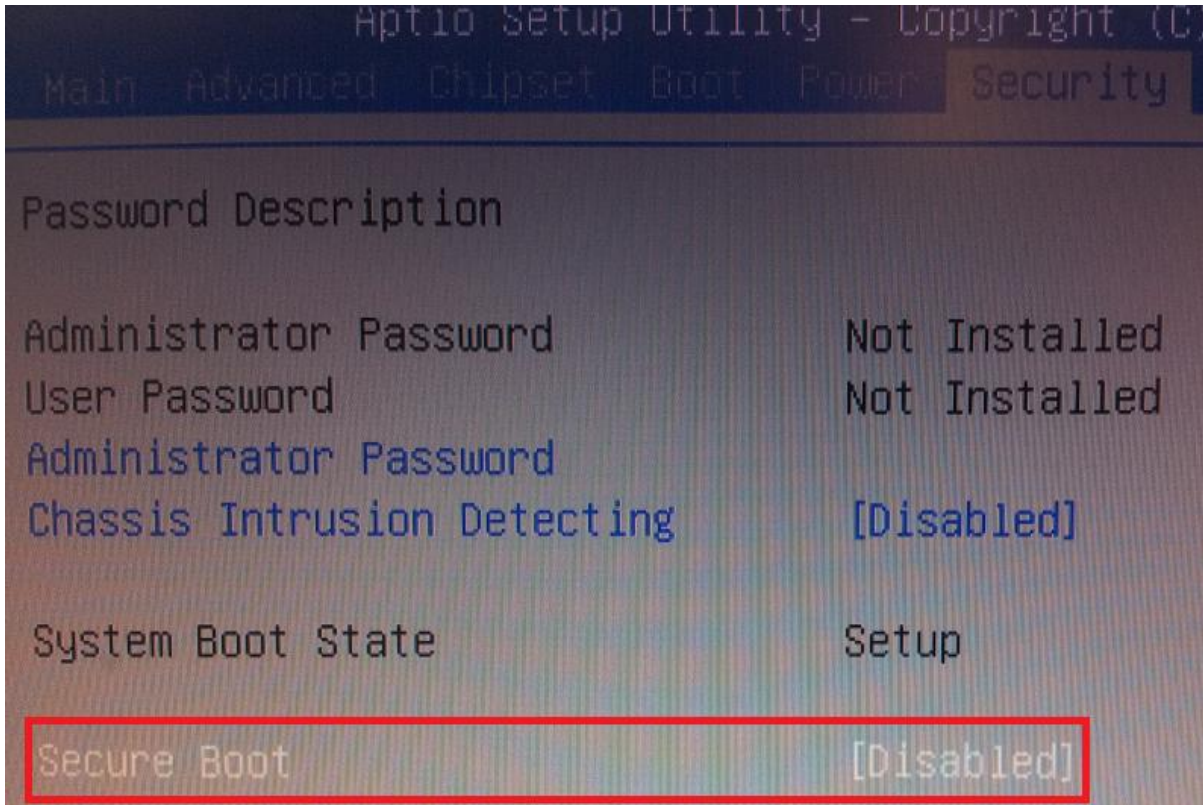 Aptio Setup Utility – Copyright (C)
Main Advanced Chipset Boot Power Security
Password Description
Administrator Password Not Installed
User Password Not Installed
Administrator Password
Chassis Intrusion Detecting [Disabled]
System Boot State Setup
Secure Boot [Disabled]